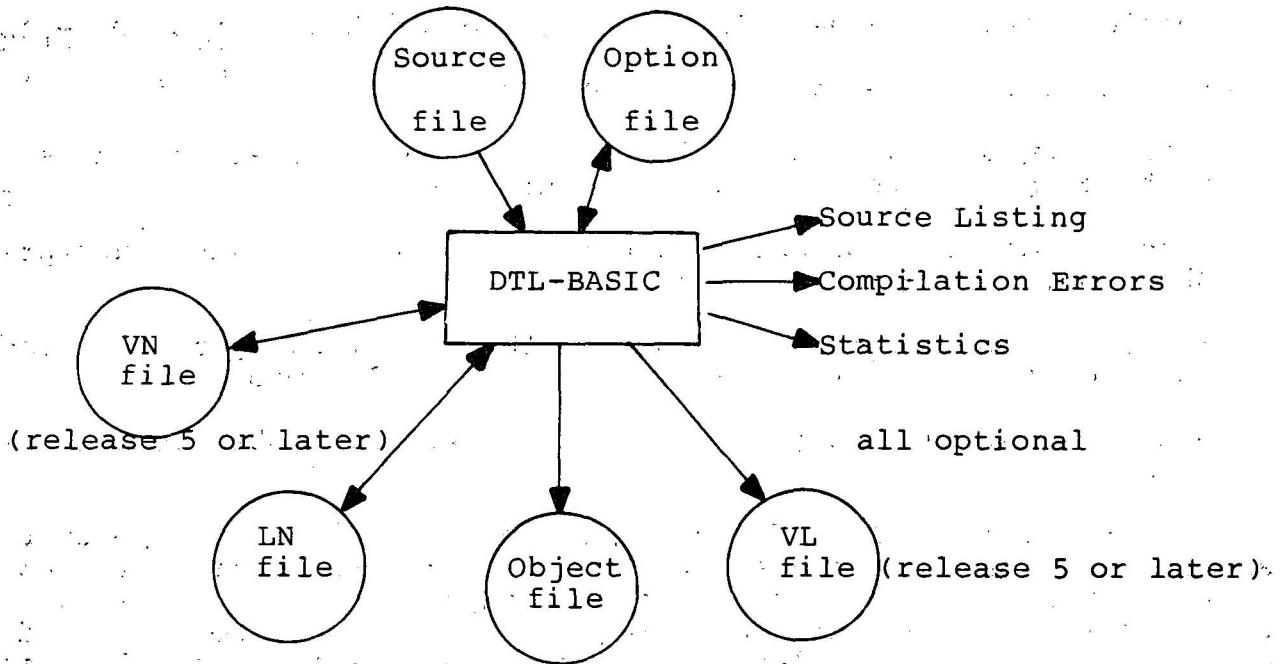 Source
file
Option
file
Source Listing
DTL-BASIC
Compilation Errors
Statistics
VN
file
(release 5 or later)
all optional
LN
file
Object
file
VL
file (release 5 or later)